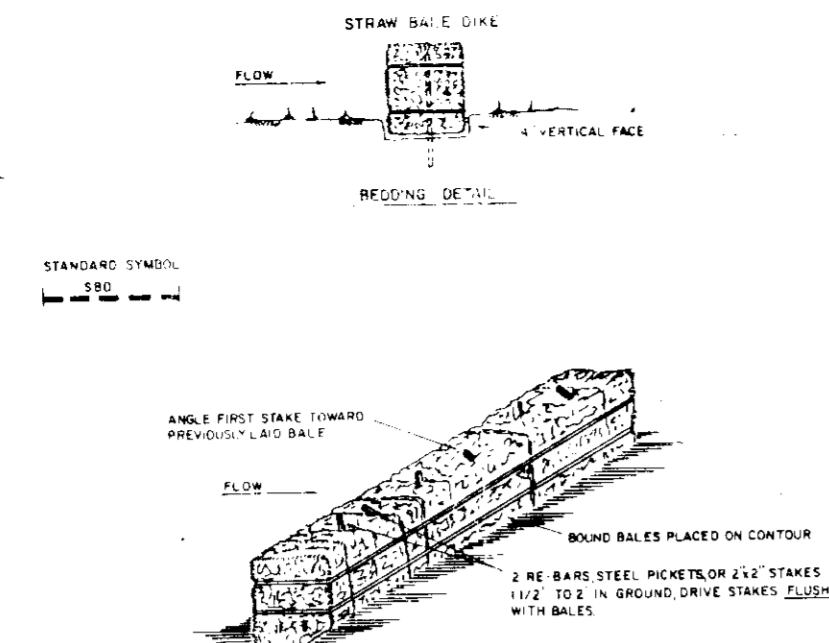 STRAW BALE DIKE
FLOW
4" VERTICAL FACE
BEDDING DETAIL
STANDARD SYMBOL
SBD
ANGLE FIRST STAKE TOWARD
PREVIOUSLY LAID BALE
FLOW
BOUND BALES PLACED ON CONTOUR
2 RE-BARS, STEEL PICKETS, OR 2"x2" STAKES
1 1/2' TO 2' IN GROUND, DRIVE STAKES FLUSH
WITH BALES.